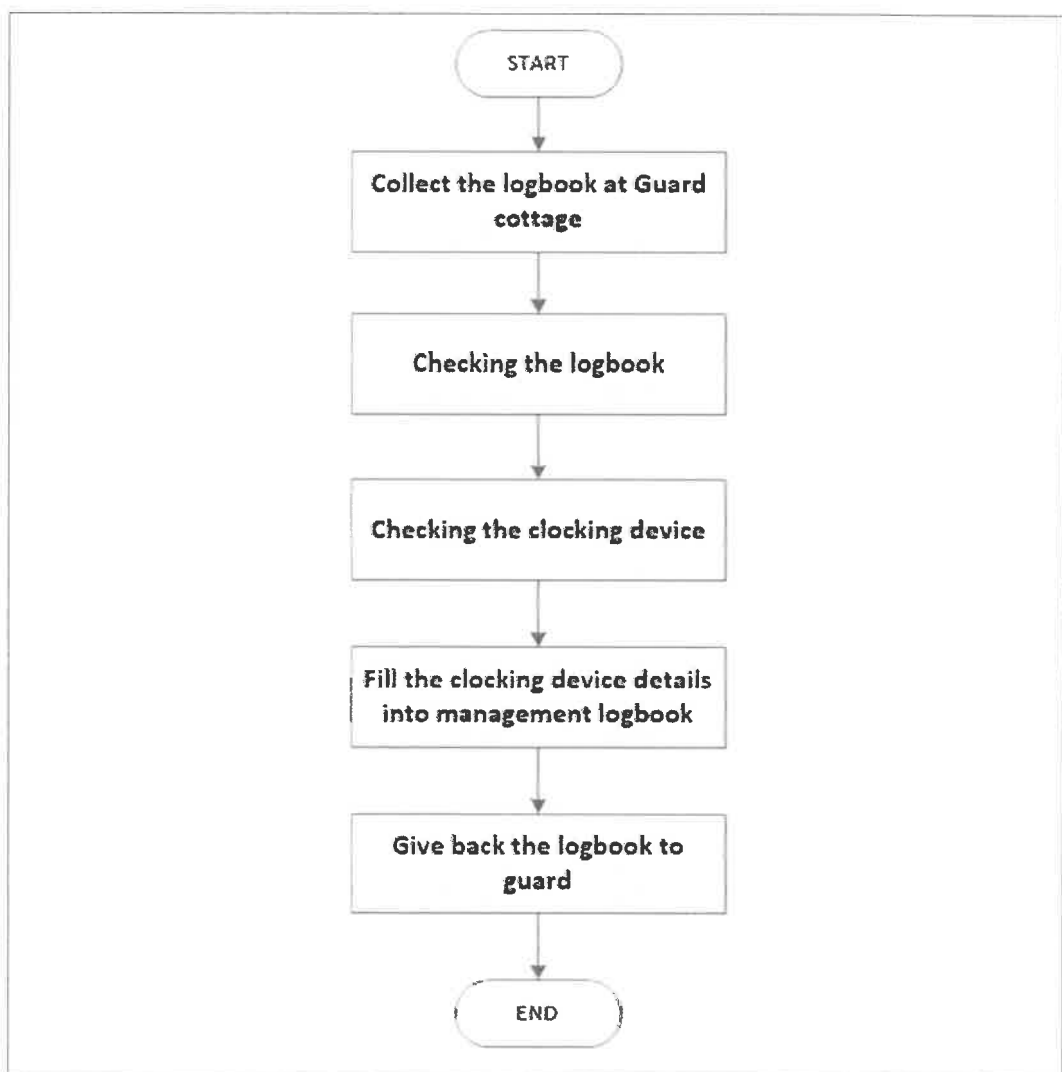 START
Collect the logbook at Guard
cottage
Checking the logbook
Checking the clocking device
Fill the clocking device details
into management logbook
Give back the logbook to
guard
END